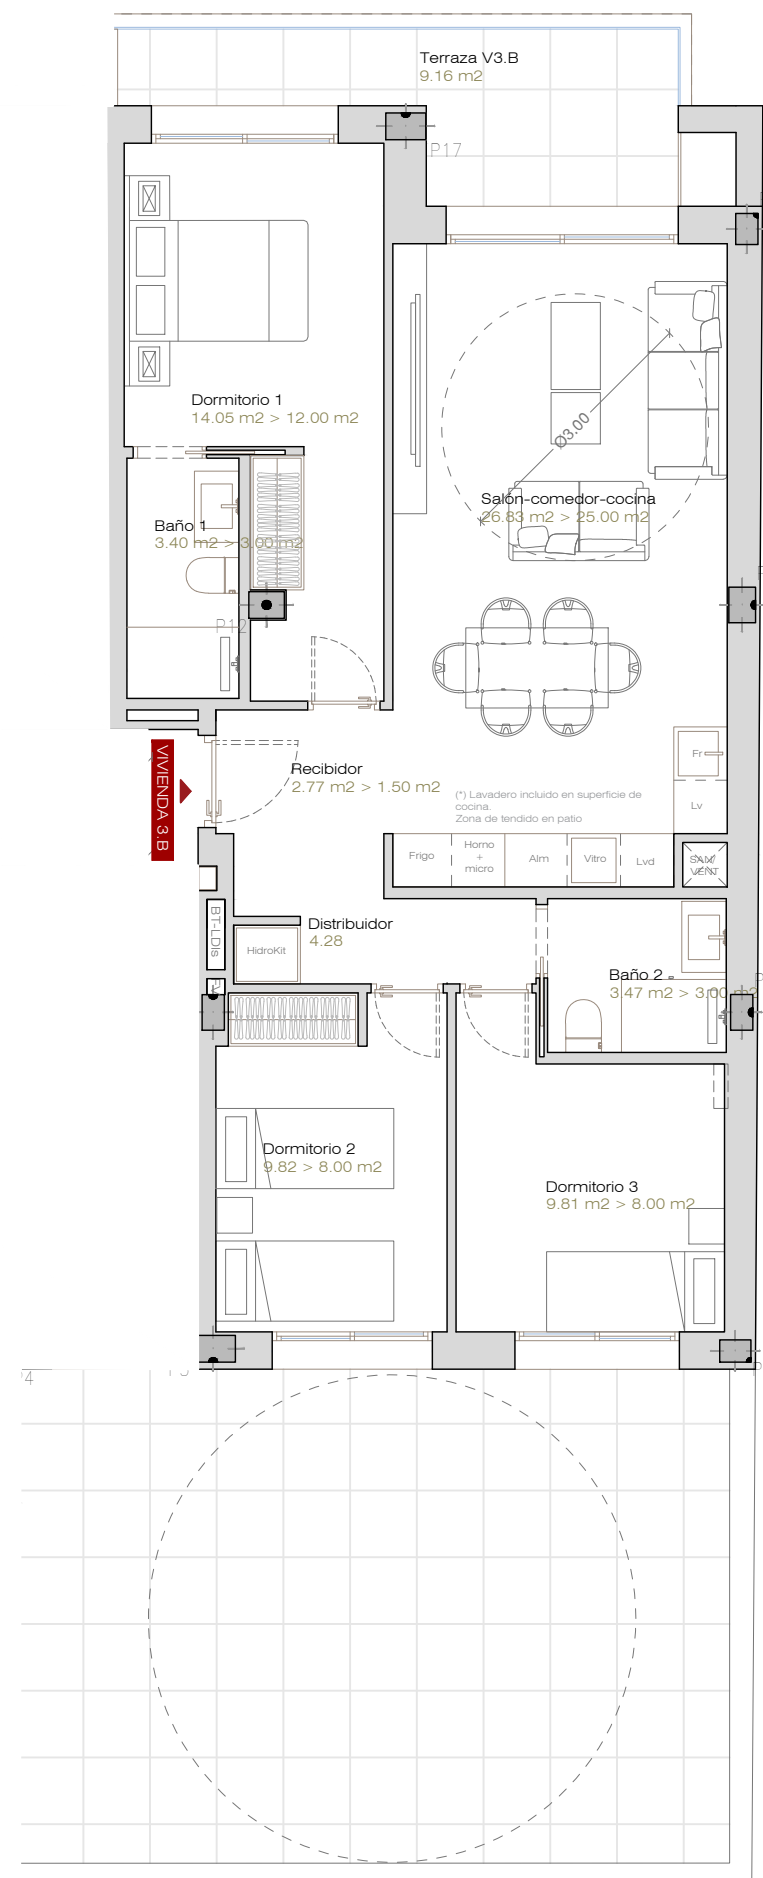 Terraza V3.B
9.16 m2
P17
Dormitorio 1
14.05 m2 > 12.00 m2
Ø3.00
Salón-comedor-cocina
26.83 m2 > 25.00 m2
Baño 1
3.40 m2 > 3.00 m2
P12
VIVIENDA 3.B
Recibidor
2.77 m2 > 1.50 m2
(*) Lavadero incluido en superficie de
cocina.
Zona de tendido en patio
Fr
Lv
Frigo
Horno
+
micro
Alm
Vitro
Lvd
SAN/
VENT
BT-LDIs
Distribuidor
4.28
HidroKit
Baño 2
3.47 m2 > 3.00 m2
Dormitorio 2
9.82 > 8.00 m2
Dormitorio 3
9.81 m2 > 8.00 m2